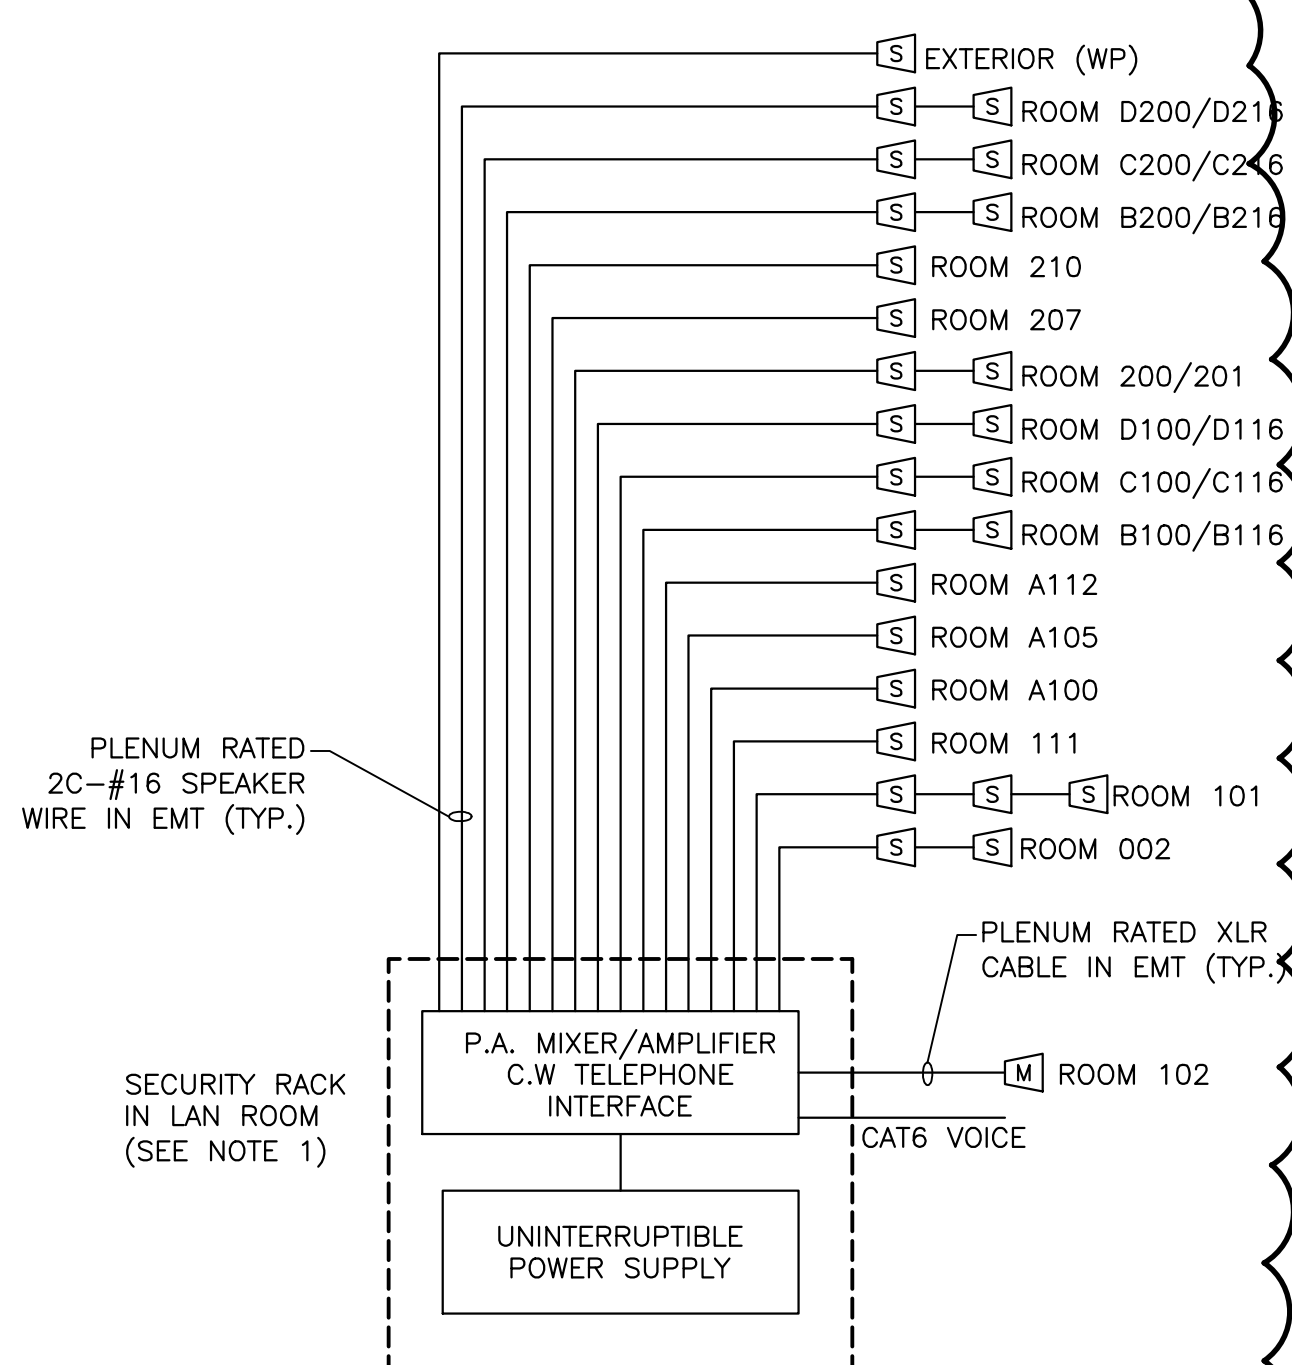 S EXTERIOR (WP)
S S ROOM D200/D216
S S ROOM C200/C216
S S ROOM B200/B216
S ROOM 210
S ROOM 207
S S ROOM 200/201
S S ROOM D100/D116
S S ROOM C100/C116
S S ROOM B100/B116
S ROOM A112
S ROOM A105
S ROOM A100
S ROOM 111
S S S ROOM 101
S S ROOM 002
PLENUM RATED
2C-#16 SPEAKER
WIRE IN EMT (TYP.)
PLENUM RATED XLR
CABLE IN EMT (TYP.)
P.A. MIXER/AMPLIFIER
C.W TELEPHONE
INTERFACE
M ROOM 102
CAT6 VOICE
SECURITY RACK
IN LAN ROOM
(SEE NOTE 1)
UNINTERRUPTIBLE
POWER SUPPLY